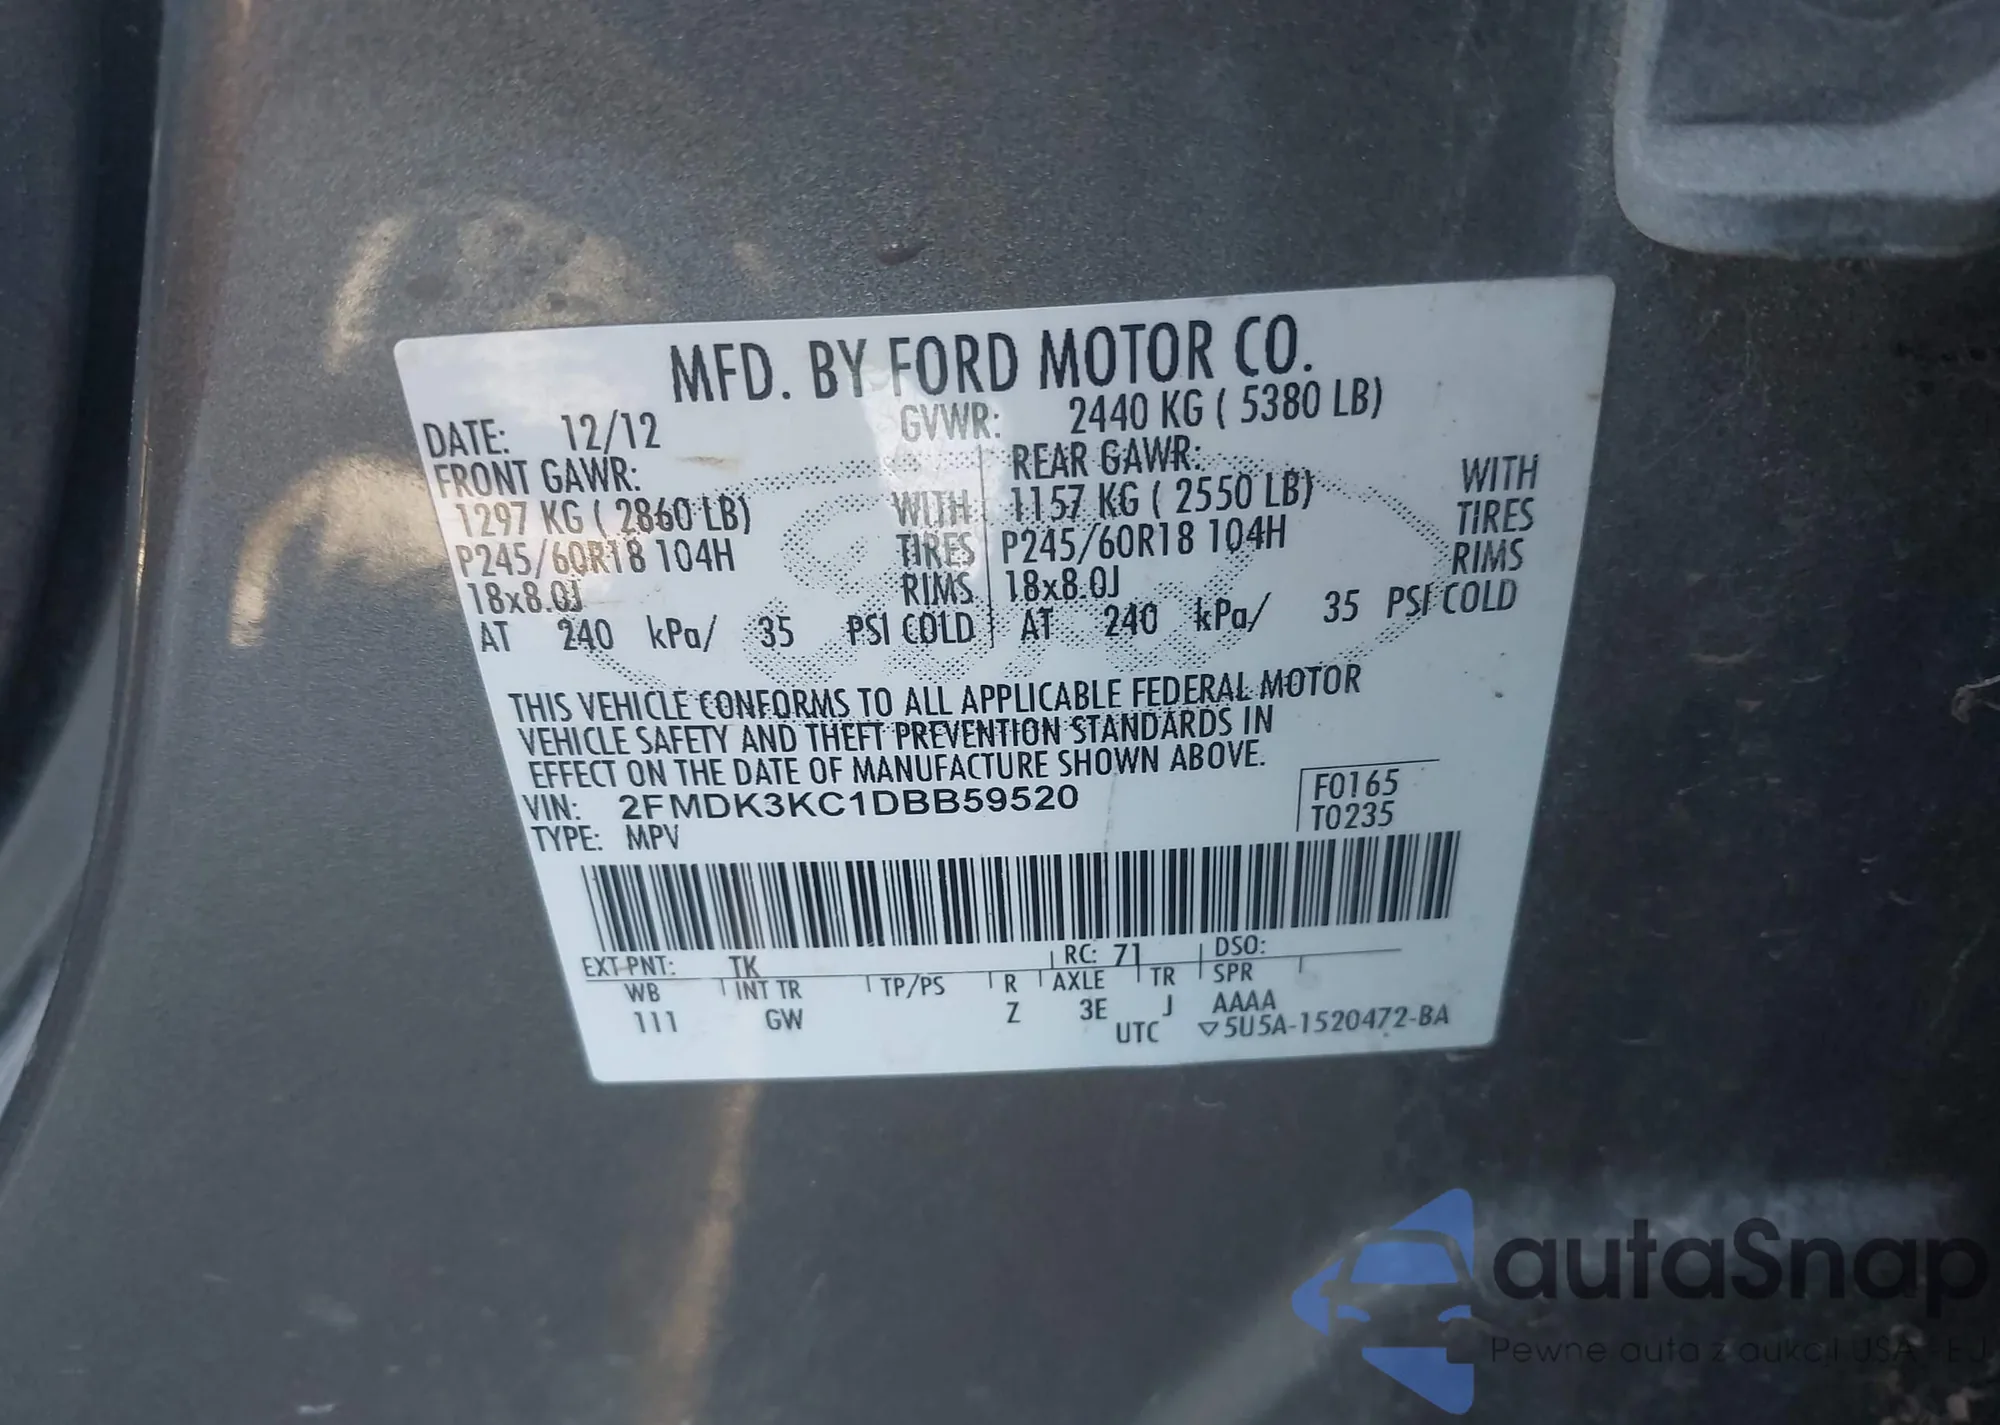 MFD. BY FORD MOTOR CO.
DATE: 12/12 GVWR: 2440 KG ( 5380 LB)
FRONT GAWR: REAR GAWR:
1297 KG ( 2860 LB) WITH 1157 KG ( 2550 LB) WITH
P245/60R18 104H TIRES P245/60R18 104H TIRES
18x8.0J RIMS 18x8.0J RIMS
AT 240 kPa/ 35 PSI COLD AT 240 kPa/ 35 PSI COLD
THIS VEHICLE CONFORMS TO ALL APPLICABLE FEDERAL MOTOR
VEHICLE SAFETY AND THEFT PREVENTION STANDARDS IN
EFFECT ON THE DATE OF MANUFACTURE SHOWN ABOVE.
VIN: 2FMDK3KC1DBB59520 F0165
TYPE: MPV T0235
EXT PNT: TK RC: 71 DSO:
WB INT TR TP/PS R AXLE TR SPR
111 GW Z 3E J AAAA
UTC ▽5U5A-1520472-BA
autaSnap
Pewne auta z aukcji USA